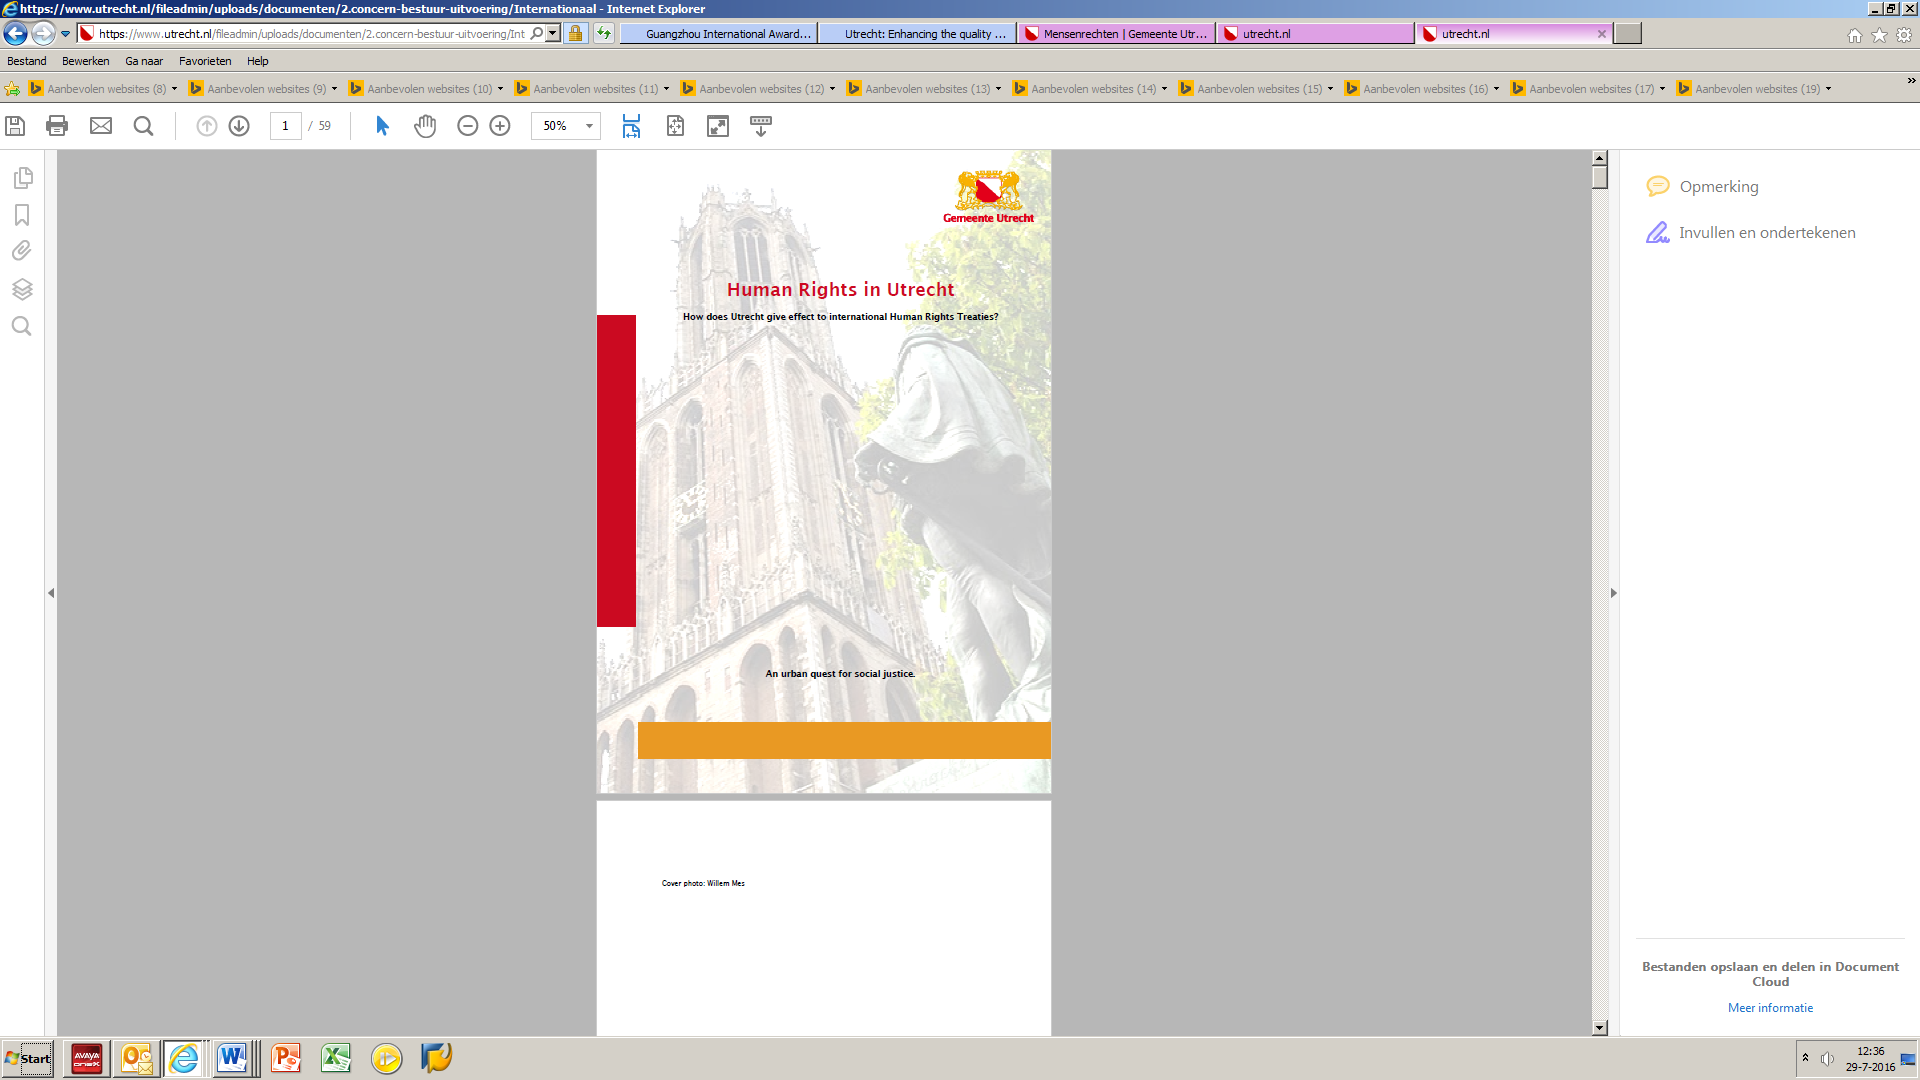 https://www.utrecht.nl/fileadmin/uploads/documenten/2.concern-bestuur-uitvoering/Internationaal - Internet Explorer
https://www.utrecht.nl/fileadmin/uploads/documenten/2.concern-bestuur-uitvoering/Int
Guangzhou International Award...
Utrecht: Enhancing the quality ...
Mensenrechten | Gemeente Utr...
utrecht.nl
utrecht.nl
Bestand Bewerken Ga naar Favorieten Help
Aanbevolen websites (8) Aanbevolen websites (9) Aanbevolen websites (10) Aanbevolen websites (11) Aanbevolen websites (12) Aanbevolen websites (13) Aanbevolen websites (14) Aanbevolen websites (15) Aanbevolen websites (16) Aanbevolen websites (17) Aanbevolen websites (19)
1 / 59 50%
Gemeente Utrecht
Human Rights in Utrecht
How does Utrecht give effect to international Human Rights Treaties?
An urban quest for social justice.
Cover photo: Willem Mes
Opmerking
Invullen en ondertekenen
Bestanden opslaan en delen in Document
Cloud
Meer informatie
Start
AVAYA
12:36
29-7-2016